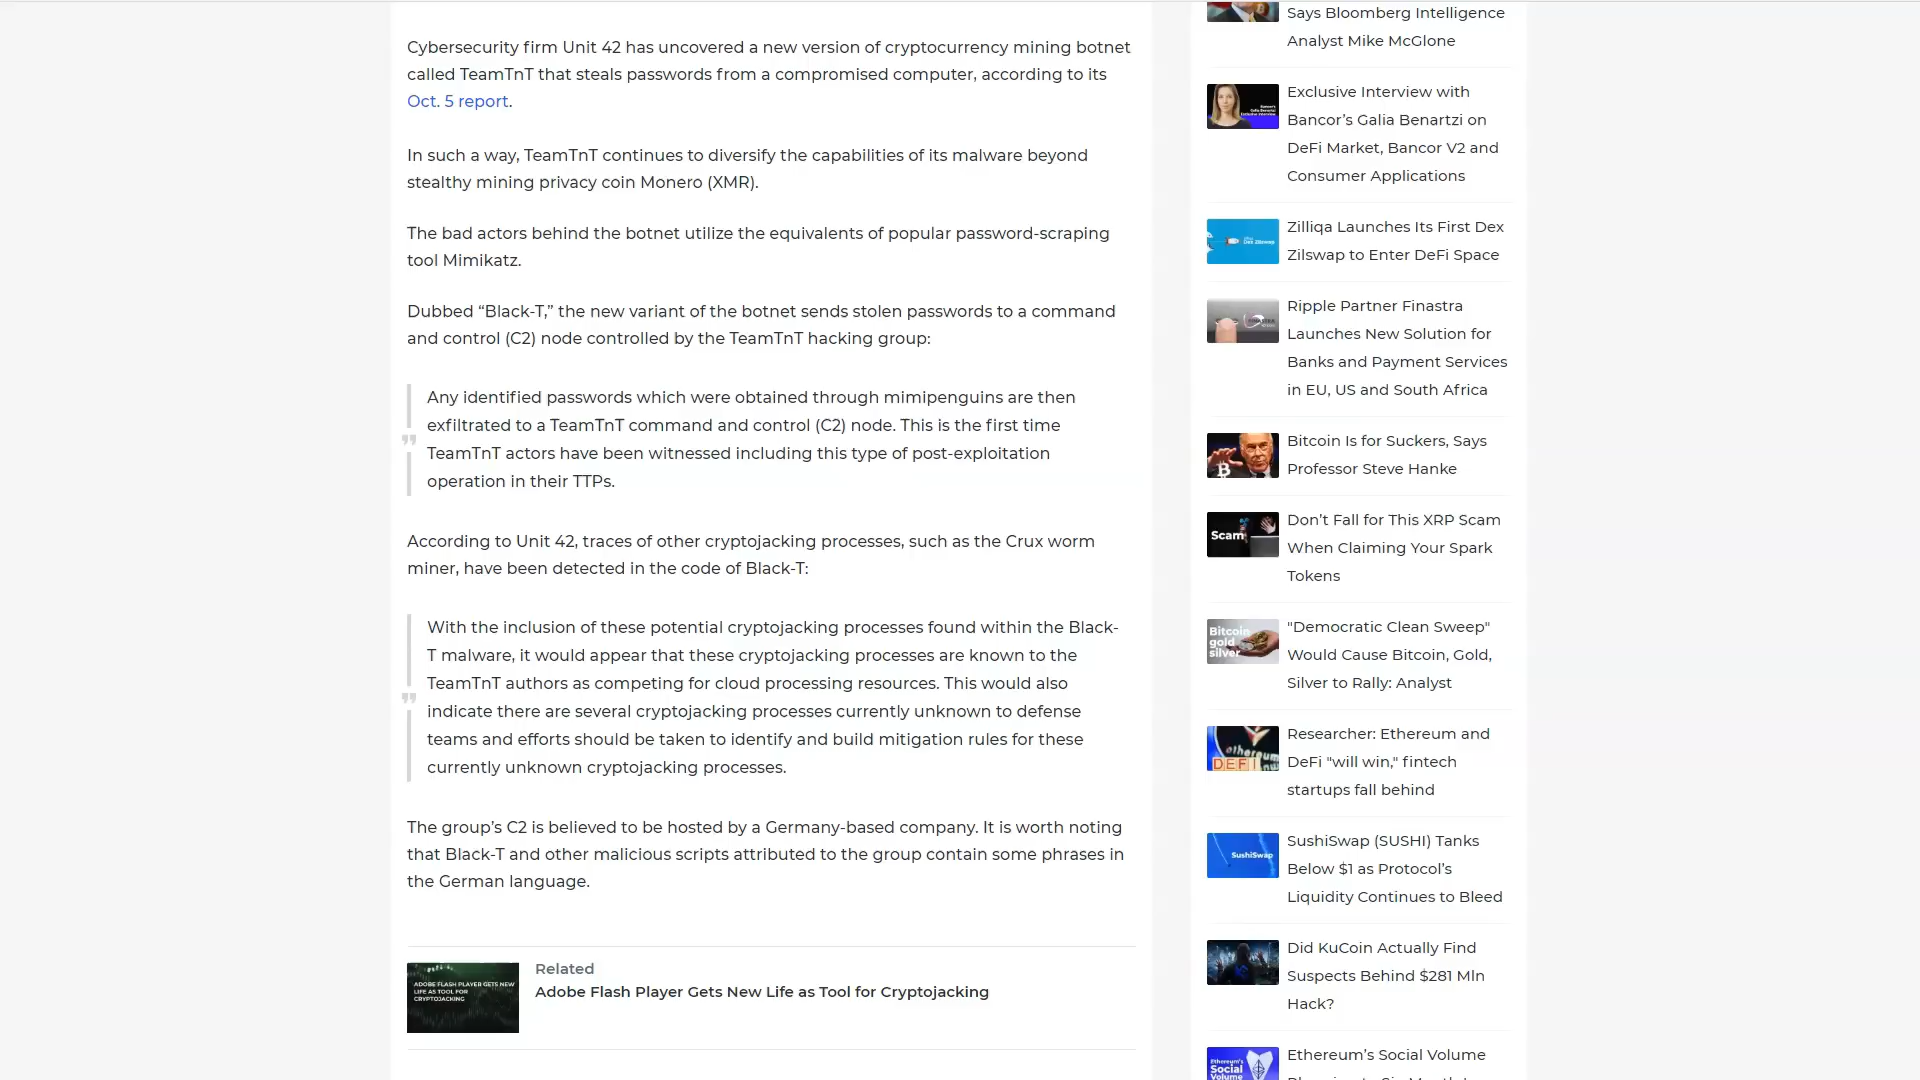 Cybersecurity firm Unit 42 has uncovered a new version of cryptocurrency mining botnet
called TeamTnT that steals passwords from a compromised computer, according to its
Oct. 5 report.
In such a way, TeamTnT continues to diversify the capabilities of its malware beyond
stealthy mining privacy coin Monero (XMR).
The bad actors behind the botnet utilize the equivalents of popular password-scraping
tool Mimikatz.
Dubbed “Black-T,” the new variant of the botnet sends stolen passwords to a command
and control (C2) node controlled by the TeamTnT hacking group:
Any identified passwords which were obtained through mimipenguins are then
exfiltrated to a TeamTnT command and control (C2) node. This is the first time
TeamTnT actors have been witnessed including this type of post-exploitation
operation in their TTPs.
According to Unit 42, traces of other cryptojacking processes, such as the Crux worm
miner, have been detected in the code of Black-T:
With the inclusion of these potential cryptojacking processes found within the Black-
T malware, it would appear that these cryptojacking processes are known to the
TeamTnT authors as competing for cloud processing resources. This would also
indicate there are several cryptojacking processes currently unknown to defense
teams and efforts should be taken to identify and build mitigation rules for these
currently unknown cryptojacking processes.
The group’s C2 is believed to be hosted by a Germany-based company. It is worth noting
that Black-T and other malicious scripts attributed to the group contain some phrases in
the German language.
ADOBE FLASH PLAYER GETS NEW
LIFE AS TOOL FOR
CRYPTOJACKING
Related
Adobe Flash Player Gets New Life as Tool for Cryptojacking
Says Bloomberg Intelligence
Analyst Mike McGlone
Exclusive Interview with
Bancor’s Galia Benartzi on
DeFi Market, Bancor V2 and
Consumer Applications
Zilliqa Launches Its First Dex
Zilswap to Enter DeFi Space
Ripple Partner Finastra
Launches New Solution for
Banks and Payment Services
in EU, US and South Africa
Bitcoin Is for Suckers, Says
Professor Steve Hanke
Scam
Don’t Fall for This XRP Scam
When Claiming Your Spark
Tokens
Bitcoin
gold
silver
"Democratic Clean Sweep"
Would Cause Bitcoin, Gold,
Silver to Rally: Analyst
DEFI
Researcher: Ethereum and
DeFi "will win," fintech
startups fall behind
SushiSwap
SushiSwap (SUSHI) Tanks
Below $1 as Protocol’s
Liquidity Continues to Bleed
Did KuCoin Actually Find
Suspects Behind $281 Mln
Hack?
Ethereum's
Social
Volume
Ethereum’s Social Volume